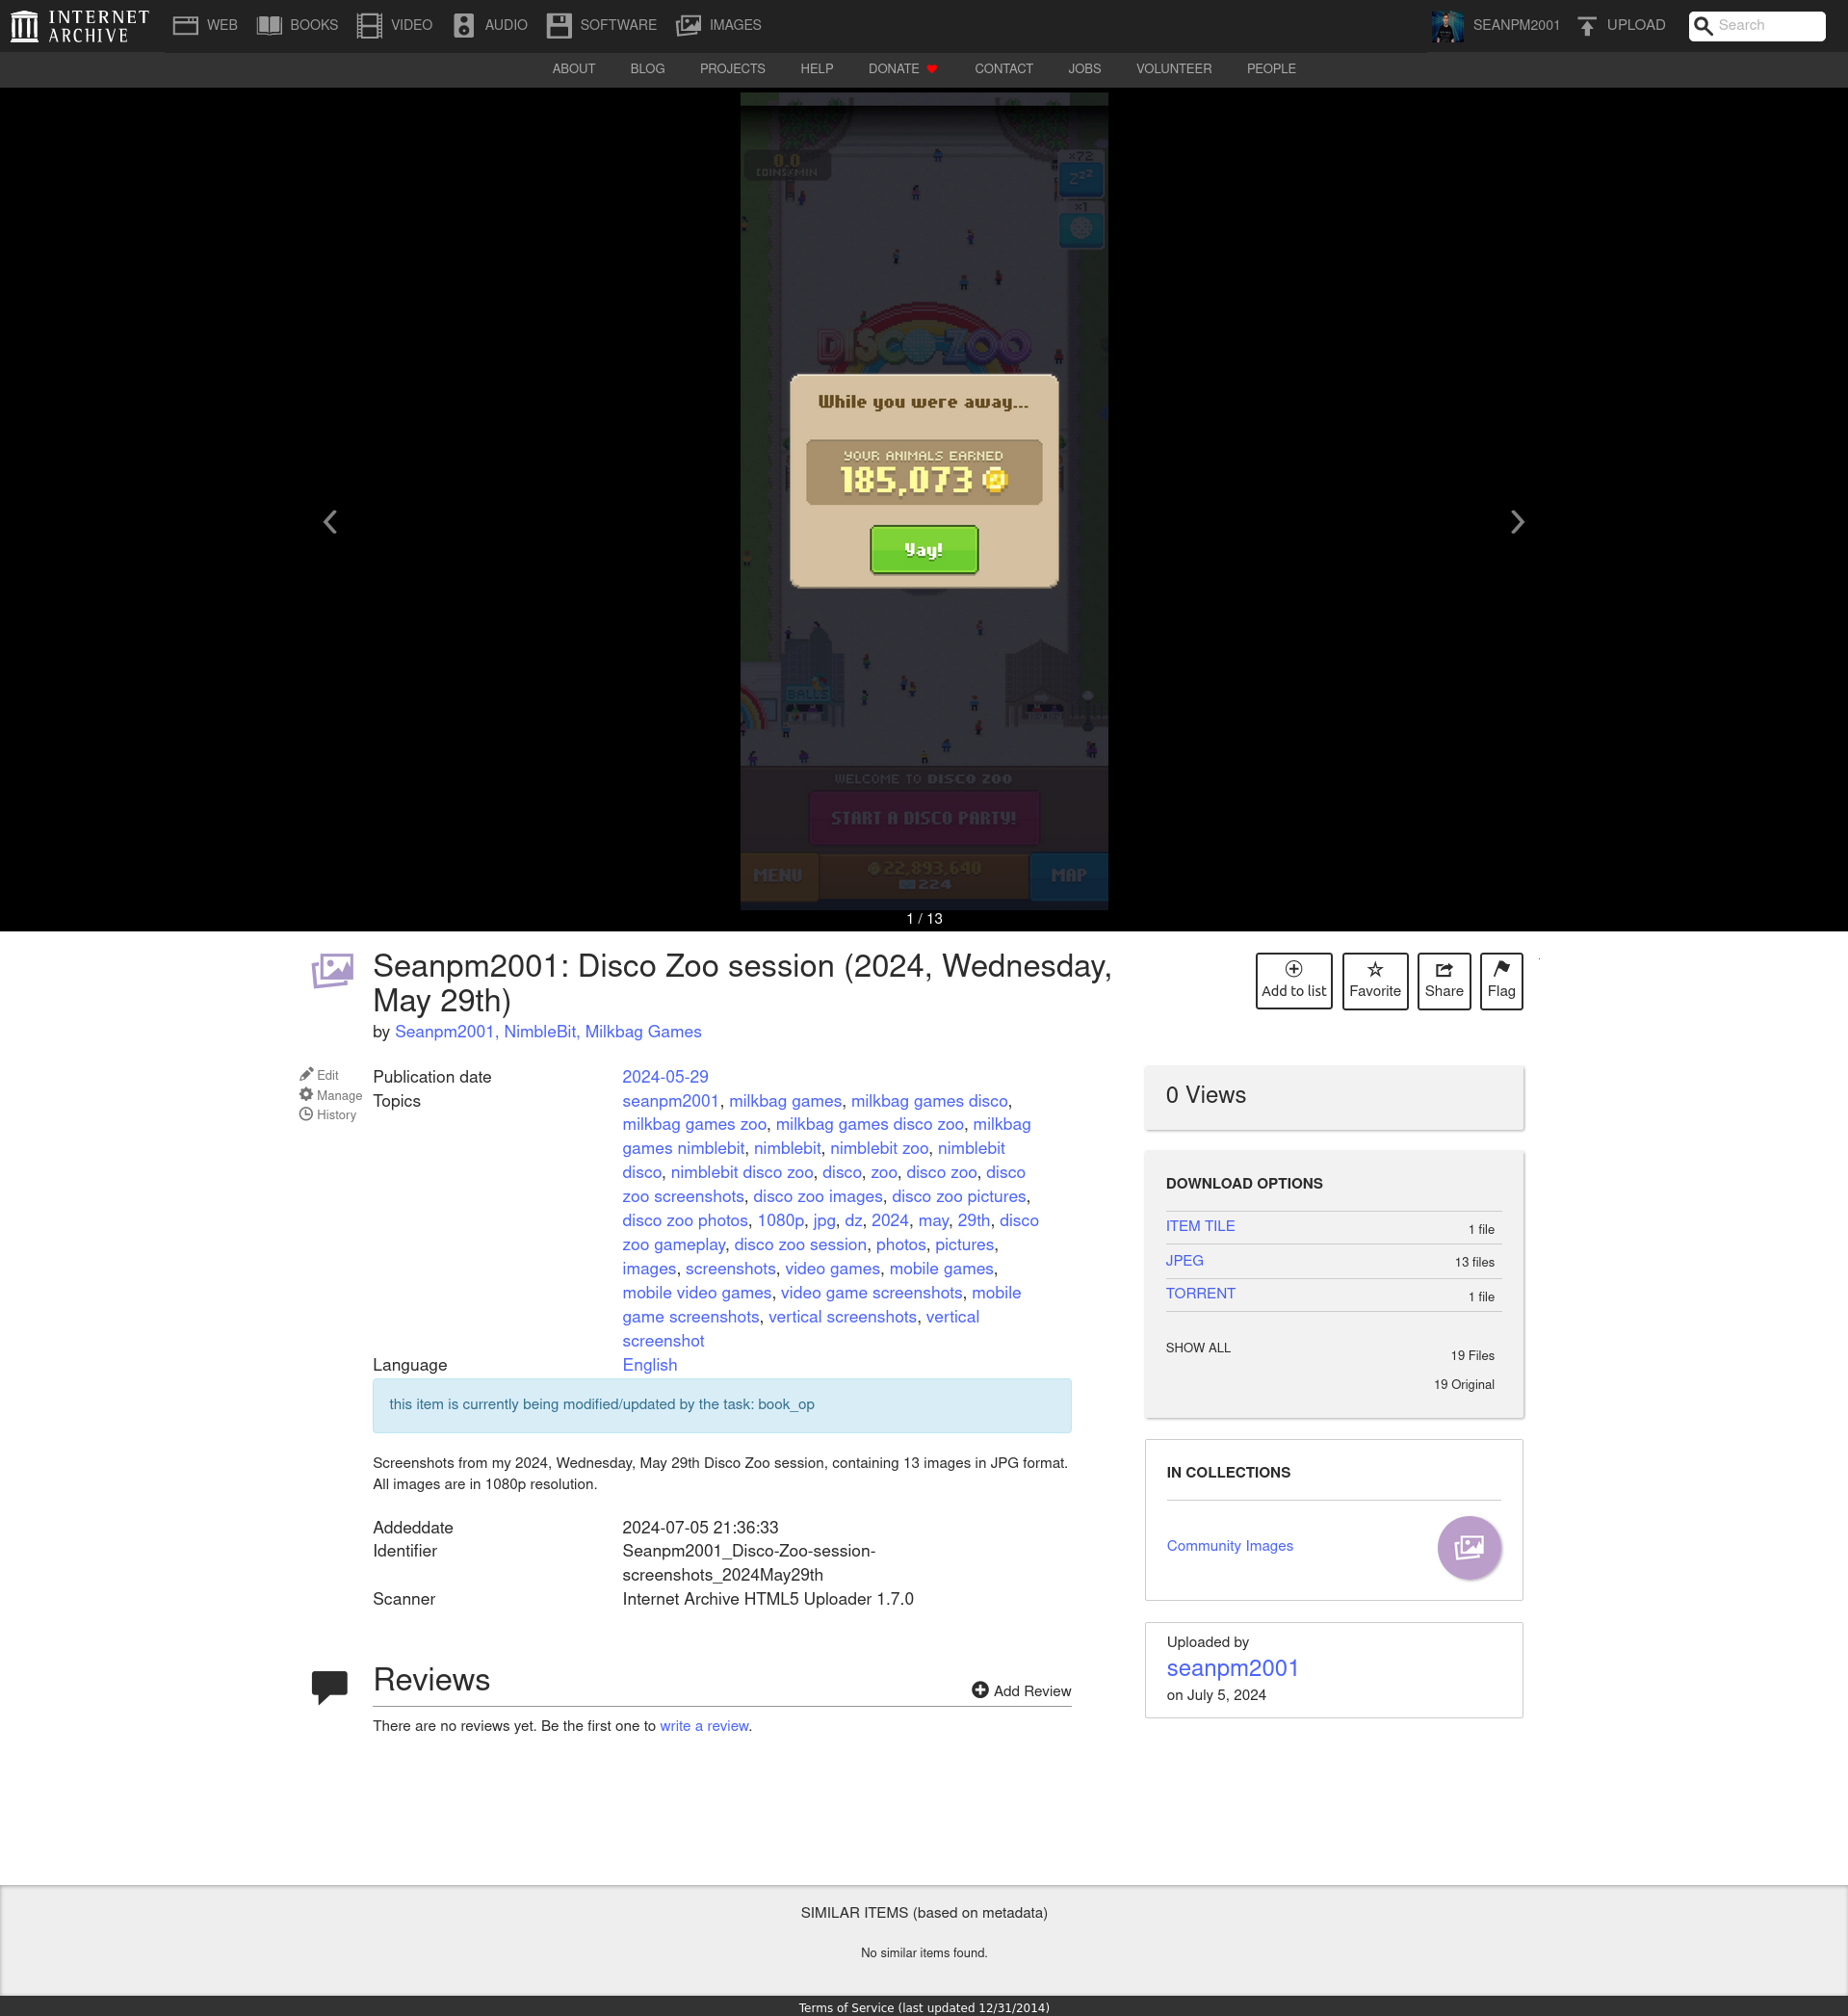 INTERNET
ARCHIVE
WEB
BOOKS
VIDEO
AUDIO
SOFTWARE
IMAGES
SEANPM2001
UPLOAD
Search
ABOUT
BLOG
PROJECTS
HELP
DONATE
CONTACT
JOBS
VOLUNTEER
PEOPLE
0.0
COINS/MIN
x72
Zzz
x1
DISCO ZOO
While you were away...
YOUR ANIMALS EARNED
185,073
Yay!
BALLS
WELCOME TO DISCO ZOO
START A DISCO PARTY!
MENU
22,893,640
224
MAP
1 / 13
Seanpm2001: Disco Zoo session (2024, Wednesday,
May 29th)
by Seanpm2001, NimbleBit, Milkbag Games
Add to list
Favorite
Share
Flag
Edit
Manage
History
Publication date 2024-05-29
Topics seanpm2001, milkbag games, milkbag games disco,
milkbag games zoo, milkbag games disco zoo, milkbag
games nimblebit, nimblebit, nimblebit zoo, nimblebit
disco, nimblebit disco zoo, disco, zoo, disco zoo, disco
zoo screenshots, disco zoo images, disco zoo pictures,
disco zoo photos, 1080p, jpg, dz, 2024, may, 29th, disco
zoo gameplay, disco zoo session, photos, pictures,
images, screenshots, video games, mobile games,
mobile video games, video game screenshots, mobile
game screenshots, vertical screenshots, vertical
screenshot
Language English
this item is currently being modified/updated by the task: book_op
Screenshots from my 2024, Wednesday, May 29th Disco Zoo session, containing 13 images in JPG format.
All images are in 1080p resolution.
Addeddate 2024-07-05 21:36:33
Identifier Seanpm2001_Disco-Zoo-session-
screenshots_2024May29th
Scanner Internet Archive HTML5 Uploader 1.7.0
Reviews
Add Review
There are no reviews yet. Be the first one to write a review.
0 Views
DOWNLOAD OPTIONS
ITEM TILE 1 file
JPEG 13 files
TORRENT 1 file
SHOW ALL 19 Files
19 Original
IN COLLECTIONS
Community Images
Uploaded by
seanpm2001
on July 5, 2024
SIMILAR ITEMS (based on metadata)
No similar items found.
Terms of Service (last updated 12/31/2014)